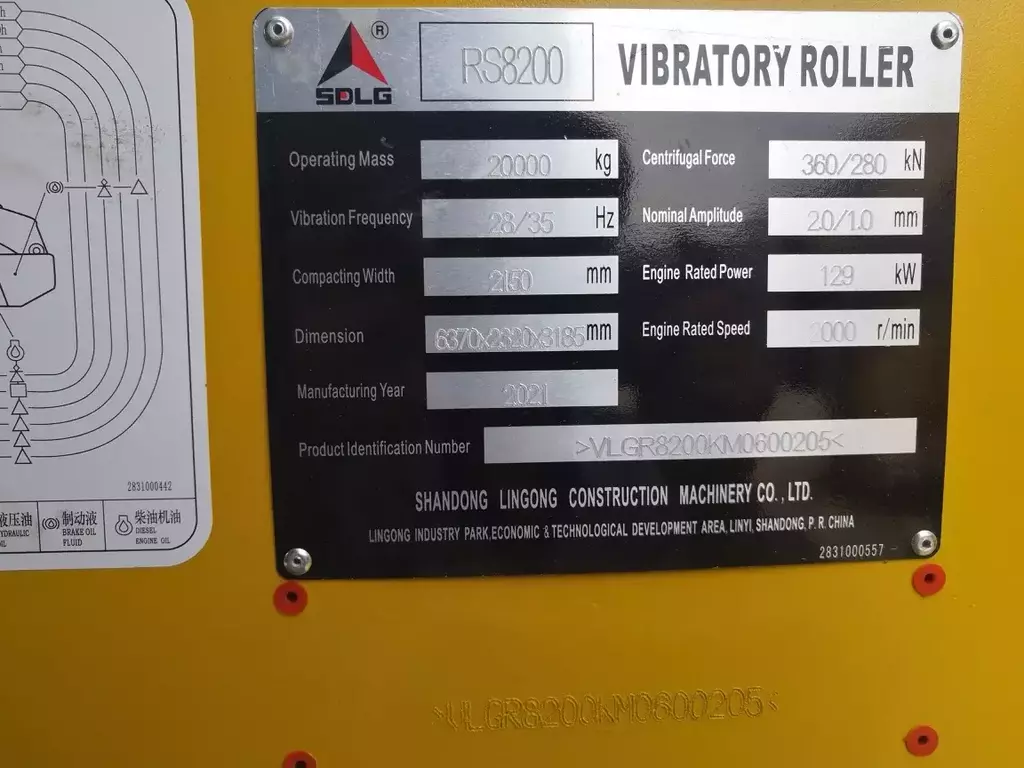 ®
SDLG
RS8200
VIBRATORY ROLLER
Operating Mass 20000 kg
Centrifugal Force 360/280 kN
Vibration Frequency 28/35 Hz
Nominal Amplitude 2.0/1.0 mm
Compacting Width 2150 mm
Engine Rated Power 129 kW
Dimension 6370x2320x3185 mm
Engine Rated Speed 000 r/min
Manufacturing Year 2021
Product Identification Number >VLGR8200KM0600205<
SHANDONG LINGONG CONSTRUCTION MACHINERY CO., LTD.
LINGONG INDUSTRY PARK,ECONOMIC & TECHNOLOGICAL DEVELOPMENT AREA, LINYI, SHANDONG, P. R. CHINA
2831000557
2831000442
液压油
制动液
BRAKE OIL
FLUID
柴油机油
DIESEL
ENGINE OIL
>VLGR8200KM0600205<